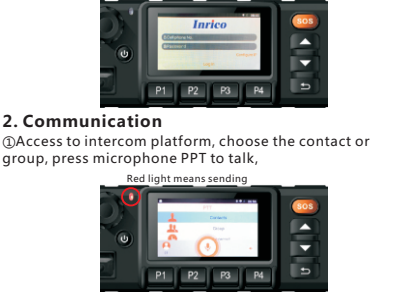 Inrico
SOS
P1 P2 P3 P4
2. Communication
①Access to intercom platform, choose the contact or
group, press microphone PPT to talk,
Red light means sending
SOS
Contacts
Group
P1 P2 P3 P4